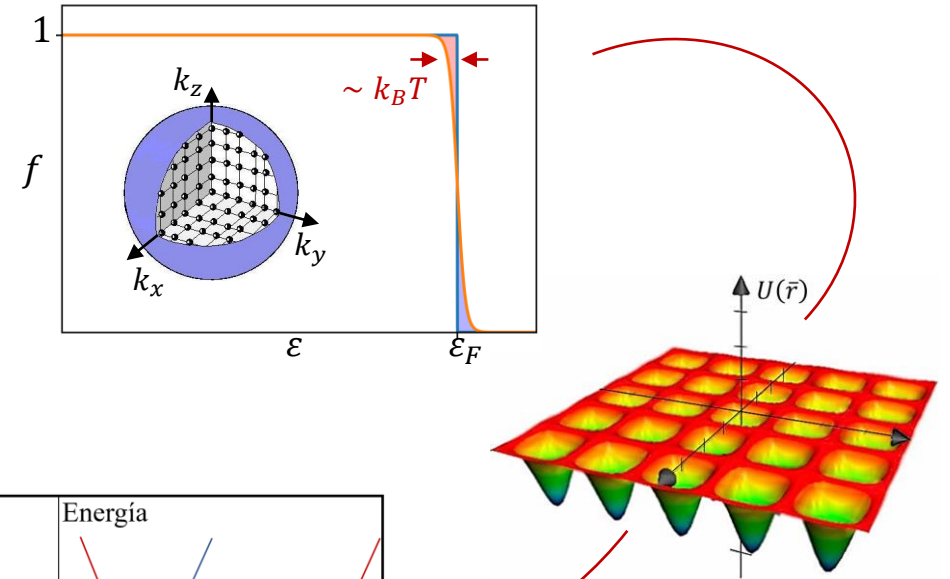 1
~ k_BT
k_z
f
k_y
k_x
ε
ε_F
U(r̄)
Energía